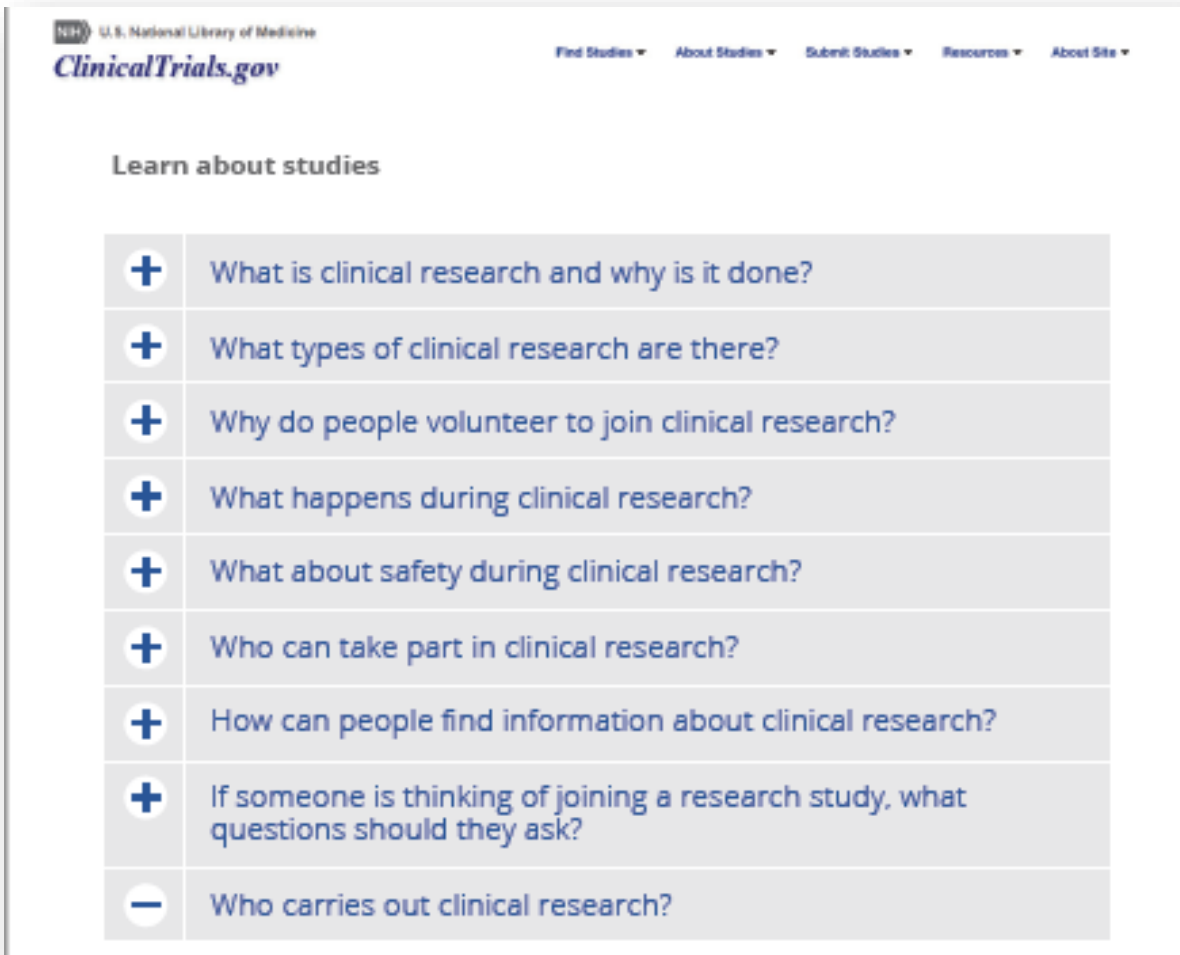 NIH U.S. National Library of Medicine
ClinicalTrials.gov
Find Studies About Studies Submit Studies Resources About Site
Learn about studies
What is clinical research and why is it done?
What types of clinical research are there?
Why do people volunteer to join clinical research?
What happens during clinical research?
What about safety during clinical research?
Who can take part in clinical research?
How can people find information about clinical research?
If someone is thinking of joining a research study, what
questions should they ask?
Who carries out clinical research?